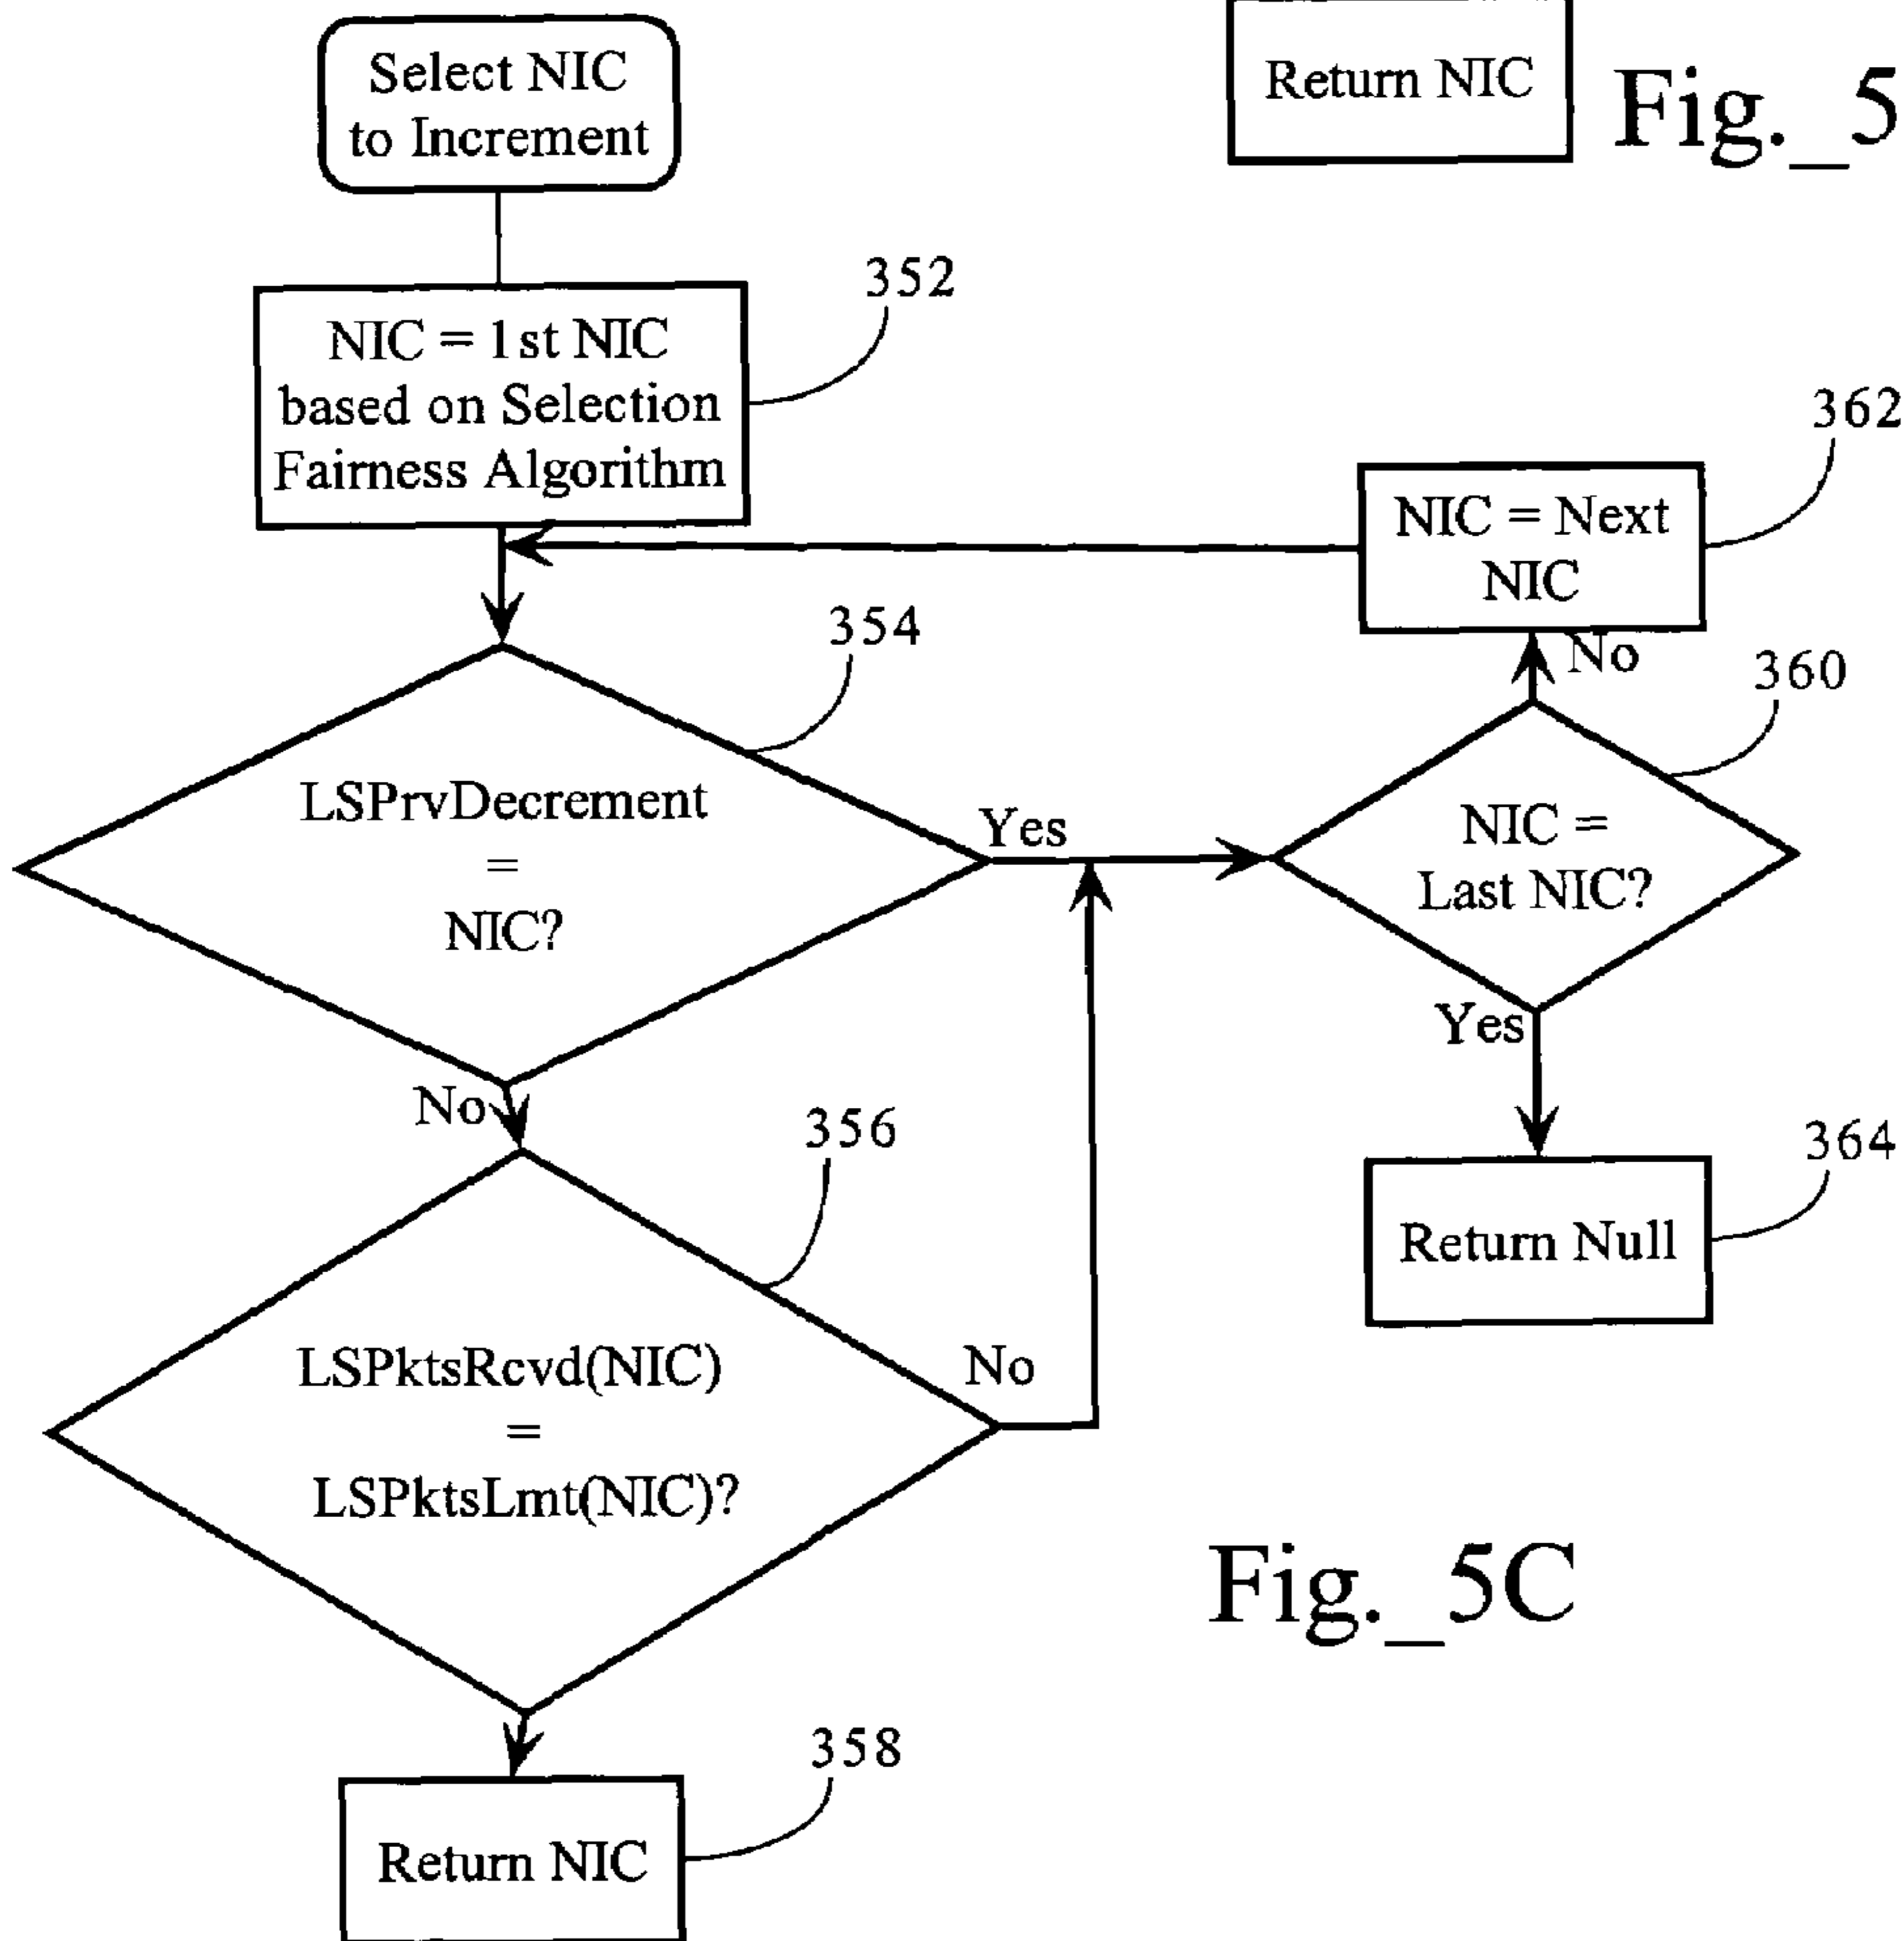 Select NIC
to Increment
Return NIC
Fig._5
352
NIC = 1st NIC
based on Selection
Fairness Algorithm
362
NIC = Next
NIC
No
354
360
LSPrvDecrement
=
NIC?
Yes
NIC =
Last NIC?
No
Yes
356
364
Return Null
LSPktsRcvd(NIC)
=
LSPktsLmt(NIC)?
No
Fig._5C
358
Return NIC